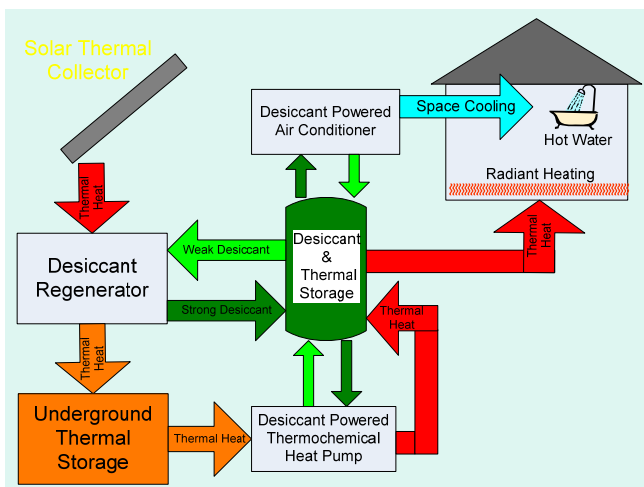 Solar Thermal
Collector
Thermal
Heat
Desiccant Powered
Air Conditioner
Space Cooling
Hot Water
Radiant Heating
Thermal
Heat
Weak Desiccant
Desiccant
&
Thermal
Storage
Desiccant
Regenerator
Strong Desiccant
Thermal
Heat
Thermal
Heat
Underground
Thermal
Storage
Thermal Heat
Desiccant Powered
Thermochemical
Heat Pump